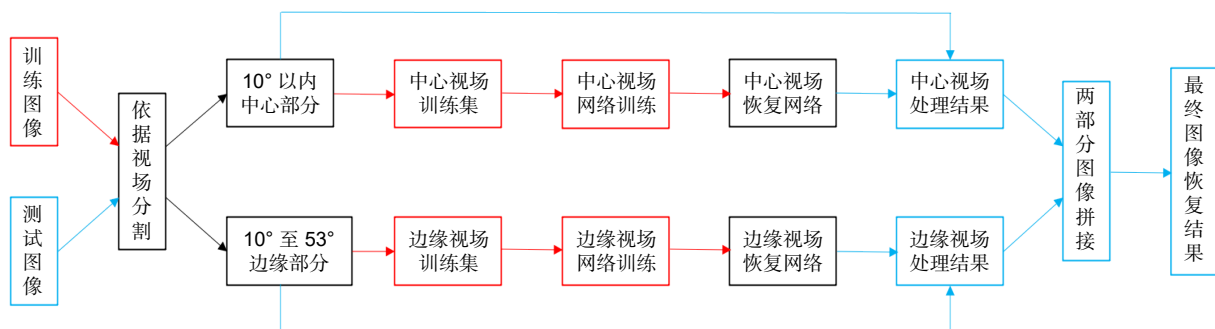 训练图像
测试图像
依据视场分割
10° 以内
中心部分
中心视场
训练集
中心视场
网络训练
中心视场
恢复网络
中心视场
处理结果
10° 至 53°
边缘部分
边缘视场
训练集
边缘视场
网络训练
边缘视场
恢复网络
边缘视场
处理结果
两部分图像拼接
最终图像恢复结果